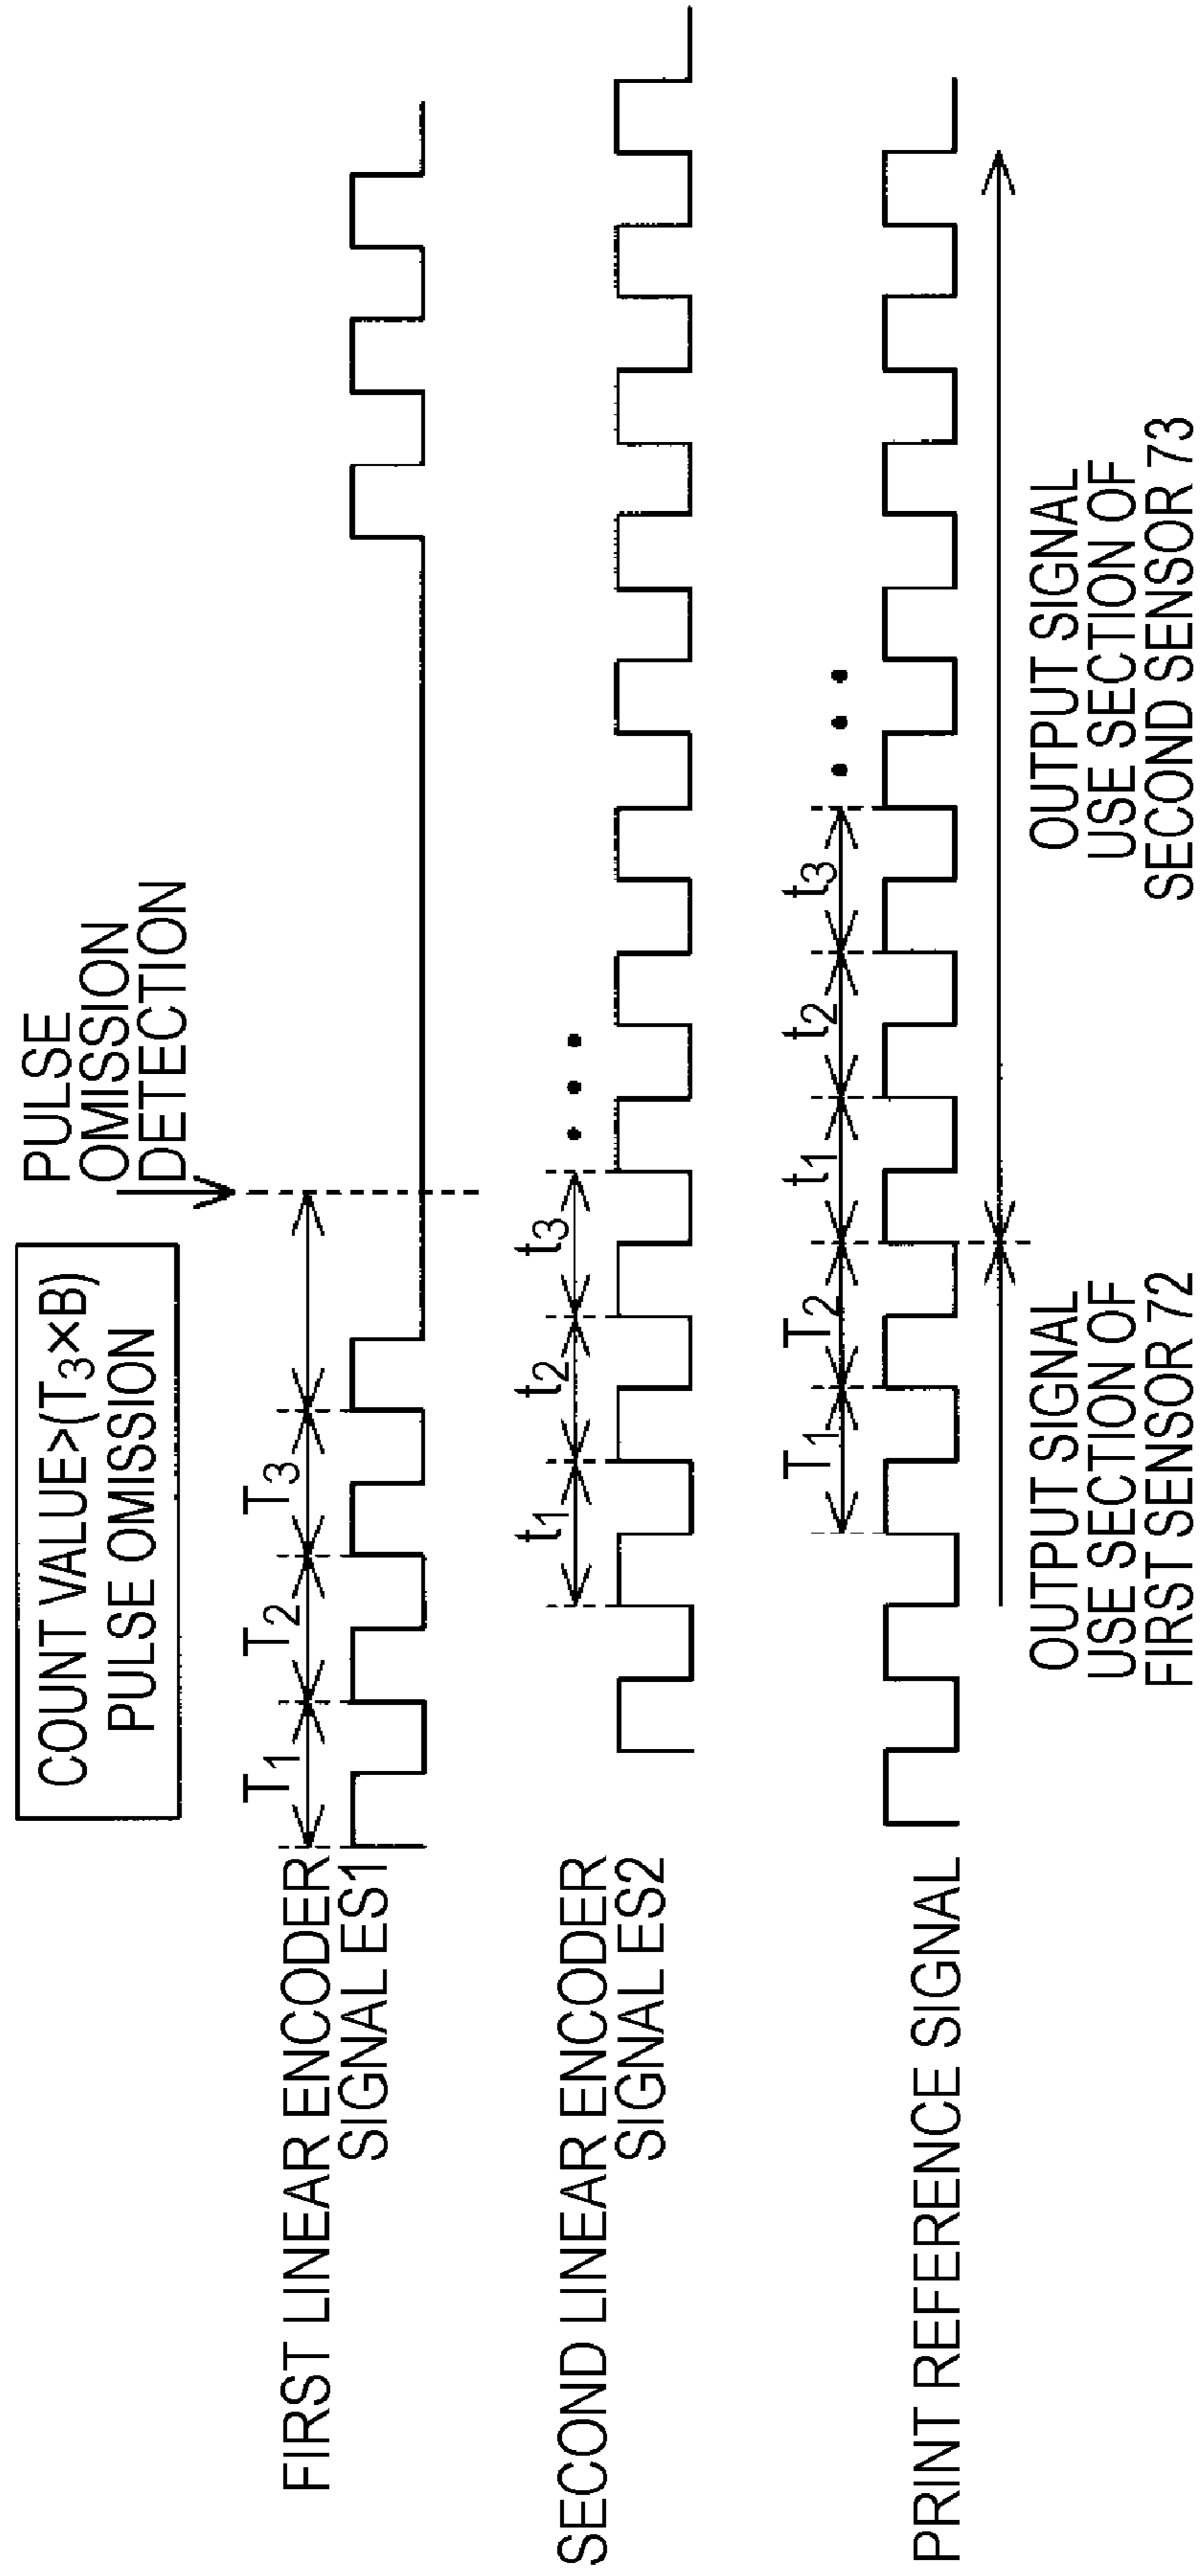 PULSE
OMISSION
DETECTION
COUNT VALUE>(T3×B)
PULSE OMISSION
FIRST LINEAR ENCODER
SIGNAL ES1
T1 T2 T3
SECOND LINEAR ENCODER
SIGNAL ES2
t1 t2 t3 •••
PRINT REFERENCE SIGNAL
T1 T2 t1 t2 t3 •••
OUTPUT SIGNAL
USE SECTION OF
FIRST SENSOR 72
OUTPUT SIGNAL
USE SECTION OF
SECOND SENSOR 73